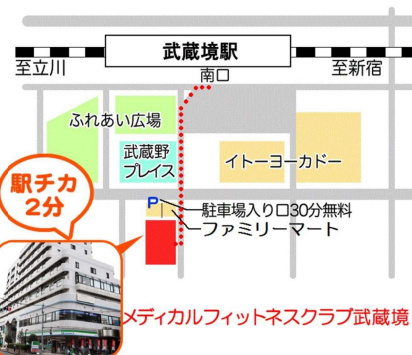 武蔵境駅
至立川
南口
至新宿
ふれあい広場
武蔵野
プレイス
イトーヨーカドー
駅チカ
2分
P
駐車場入り口30分無料
ファミリーマート
メディカルフィットネスクラブ武蔵境